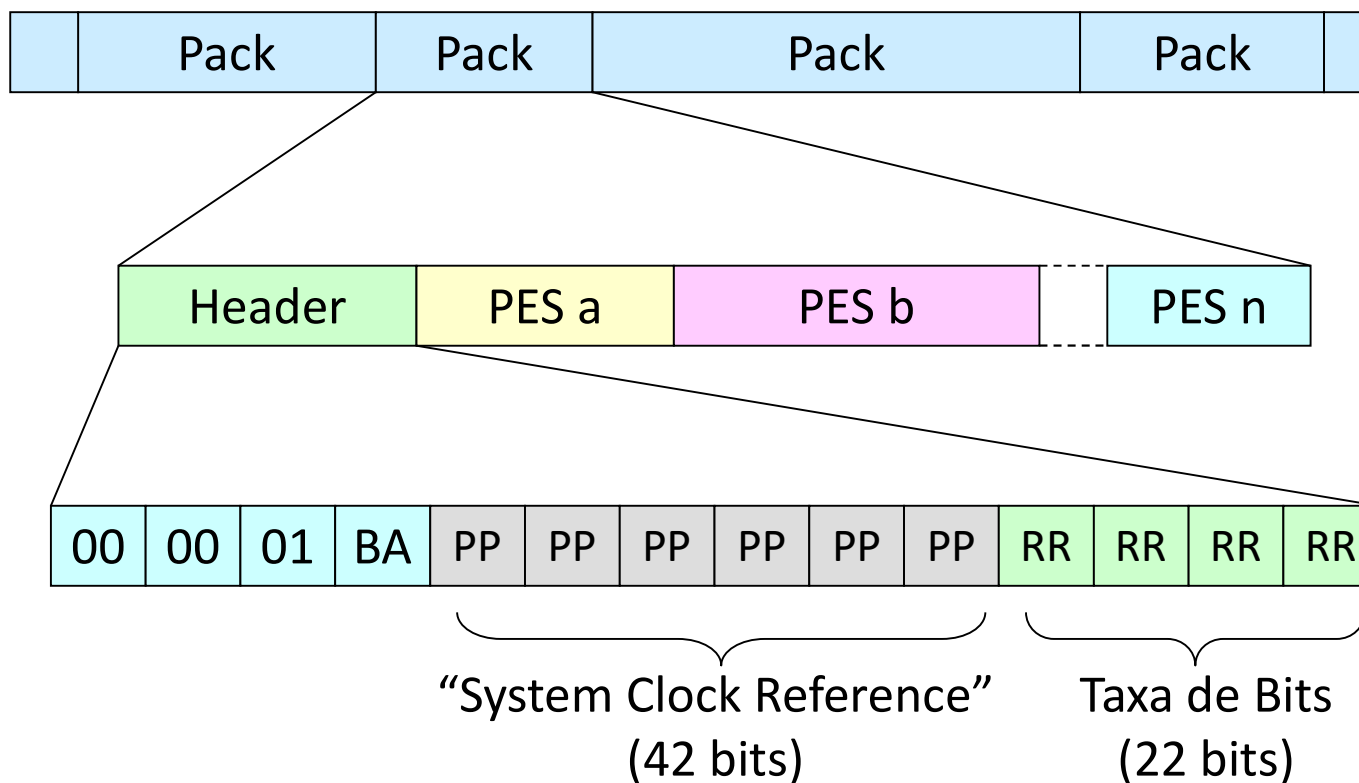 Pack Pack Pack Pack
Header PES a PES b PES n
00 00 01 BA PP PP PP PP PP PP RR RR RR RR
“System Clock Reference” Taxa de Bits
(42 bits) (22 bits)